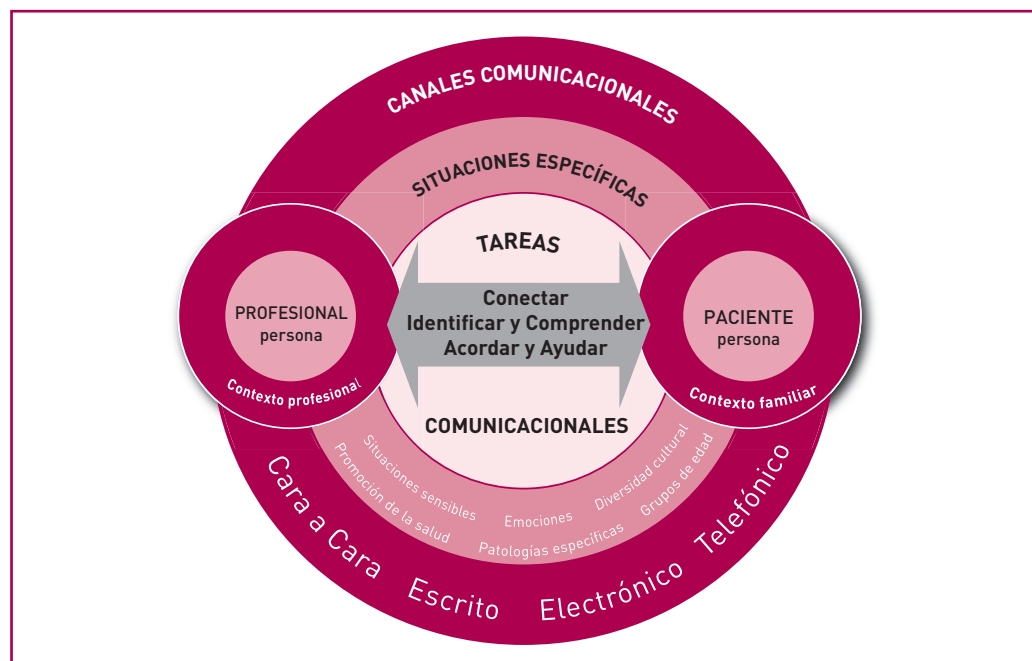 CANALES COMUNICACIONALES
SITUACIONES ESPECÍFICAS
TAREAS
Conectar
Identificar y Comprender
Acordar y Ayudar
COMUNICACIONALES
PROFESIONAL
persona
Contexto profesional
PACIENTE
persona
Contexto familiar
Situaciones sensibles
Emociones
Diversidad cultural
Promoción de la salud
Patologías específicas
Grupos de edad
Cara a Cara
Escrito
Electrónico
Telefónico